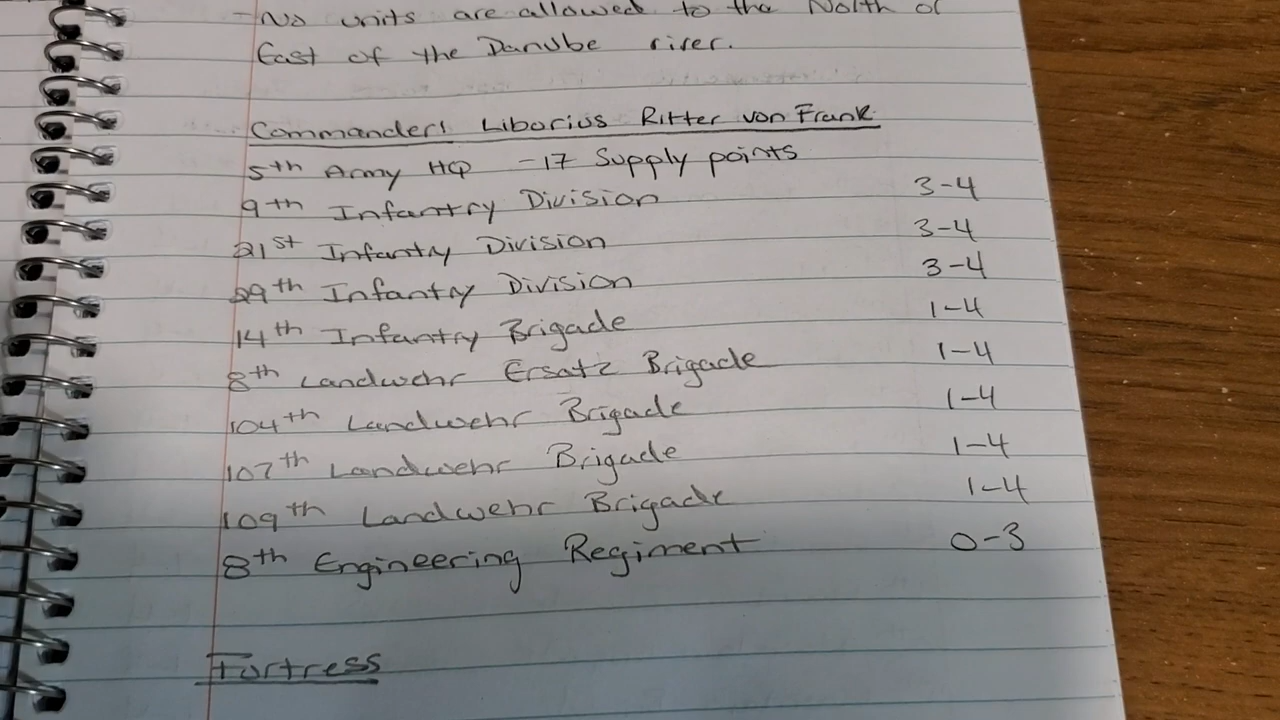 -No units are allowed to the North or
East of the Danube river.
Commander: Liborius Ritter von Frank
5th Army HQ -17 Supply points
9th Infantry Division 3-4
21st Infantry Division 3-4
29th Infantry Division 3-4
14th Infantry Brigade 1-4
8th Landwehr Ersatz Brigade 1-4
104th Landwehr Brigade 1-4
107th Landwehr Brigade 1-4
109th Landwehr Brigade 1-4
8th Engineering Regiment 0-3
Fortress